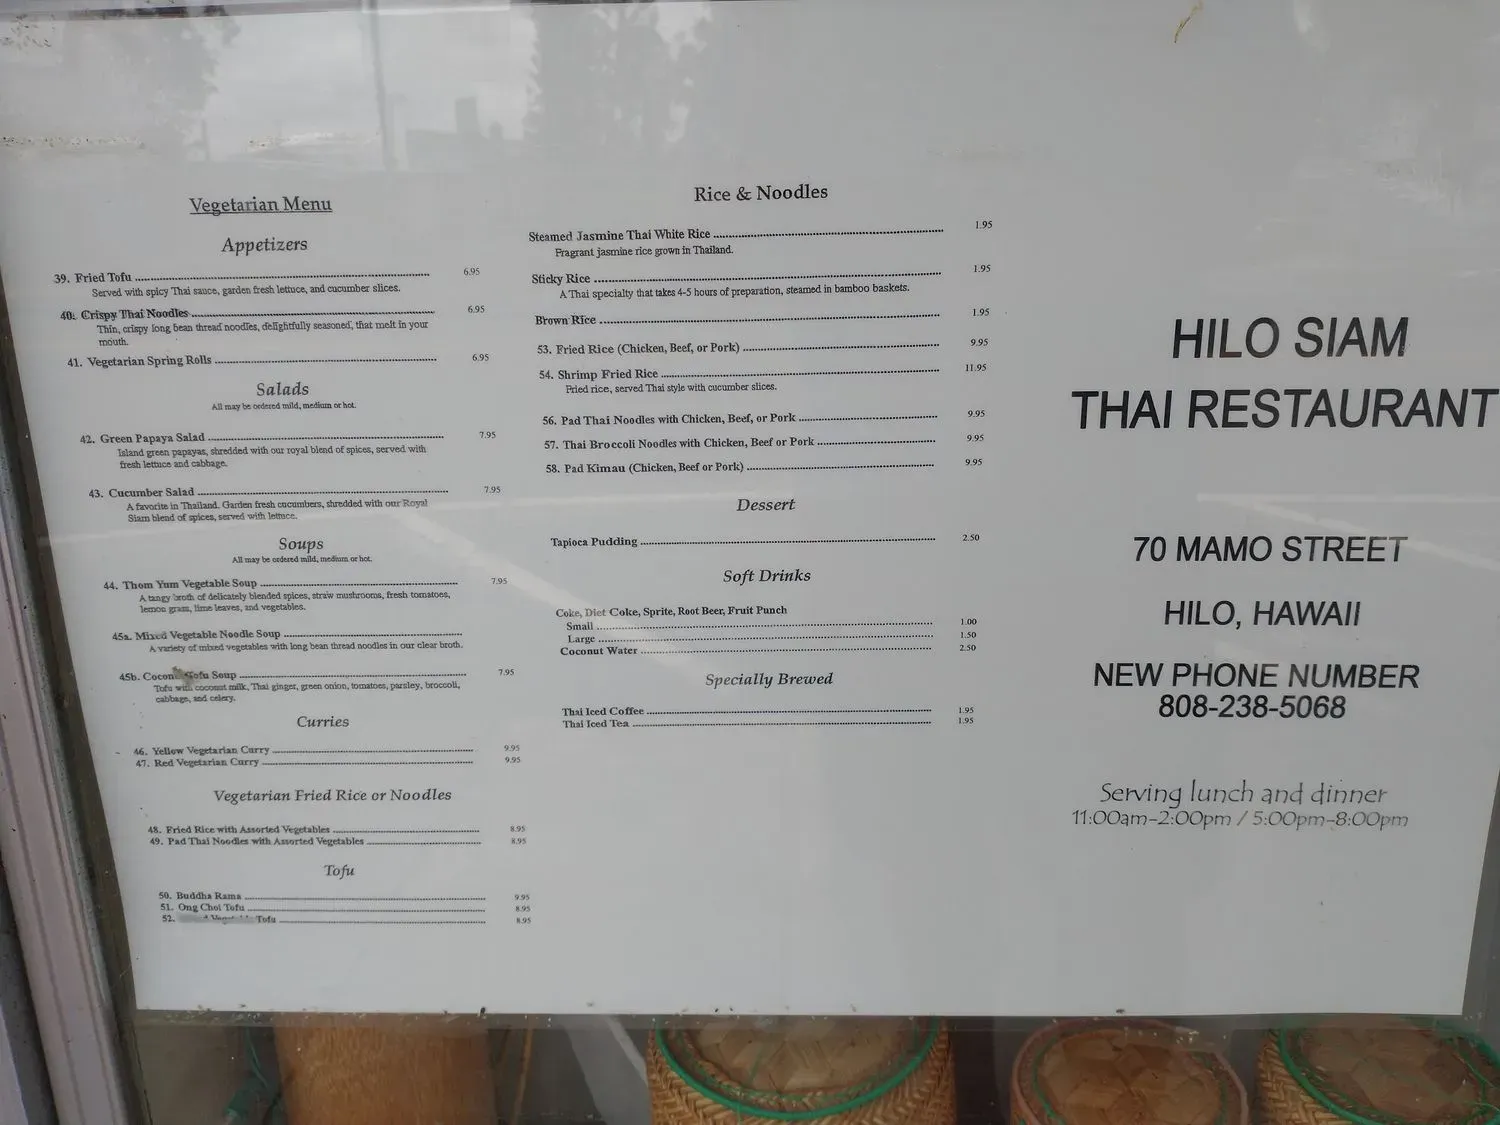 Vegetarian Menu
Appetizers
39. Fried Tofu 6.95
Served with spicy Thai sauce, garden fresh lettuce, and cucumber slices.
40. Crispy Thai Noodles 6.95
Thin, crispy long bean thread noodles, delightfully seasoned, that melt in your
mouth.
41. Vegetarian Spring Rolls 6.95
Salads
All may be ordered mild, medium or hot.
42. Green Papaya Salad 7.95
Island green papayas, shredded with our royal blend of spices, served with
fresh lettuce and cabbage.
43. Cucumber Salad 7.95
A favorite in Thailand. Garden fresh cucumbers, shredded with our Royal
Siam blend of spices, served with lettuce.
Soups
All may be ordered mild, medium or hot.
44. Thom Yum Vegetable Soup 7.95
A tangy broth of delicately blended spices, straw mushrooms, fresh tomatoes,
lemon grass, lime leaves, and vegetables.
45a. Mixed Vegetable Noodle Soup
A variety of mixed vegetables with long bean thread noodles in our clear broth.
45b. Tofu Soup 7.95
Tofu with coconut milk, Thai ginger, green onion, tomatoes, parsley, broccoli,
cabbage, and celery.
Curries
46. Yellow Vegetarian Curry 9.95
47. Red Vegetarian Curry 9.95
Vegetarian Fried Rice or Noodles
48. Fried Rice with Assorted Vegetables 8.95
49. Pad Thai Noodles with Assorted Vegetables 8.95
Tofu
50. Buddha Rama 9.95
51. Ong Choi Tofu 8.95
52. Tofu 8.95
Rice & Noodles
Steamed Jasmine Thai White Rice 1.95
Fragrant jasmine rice grown in Thailand.
Sticky Rice 1.95
A Thai specialty that takes 4-5 hours of preparation, steamed in bamboo baskets.
Brown Rice 1.95
53. Fried Rice (Chicken, Beef, or Pork) 9.95
54. Shrimp Fried Rice 11.95
Fried rice, served Thai style with cucumber slices.
56. Pad Thai Noodles with Chicken, Beef, or Pork 9.95
57. Thai Broccoli Noodles with Chicken, Beef or Pork 9.95
58. Pad Kimau (Chicken, Beef or Pork) 9.95
Dessert
Tapioca Pudding 2.50
Soft Drinks
Coke, Diet Coke, Sprite, Root Beer, Fruit Punch
Small 1.00
Large 1.50
Coconut Water 2.50
Specially Brewed
Thai Iced Coffee 1.95
Thai Iced Tea 1.95
HILO SIAM
THAI RESTAURANT
70 MAMO STREET
HILO, HAWAII
NEW PHONE NUMBER
808-238-5068
Serving lunch and dinner
11:00am-2:00pm / 5:00pm-8:00pm